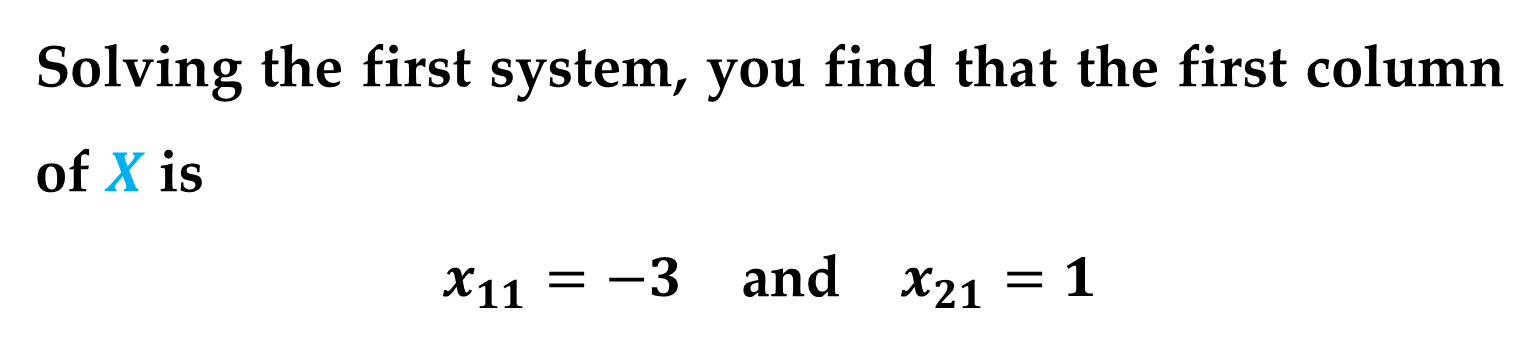 Solving the first system, you find that the first column
of X is
x₁₁ = −3 and x₂₁ = 1